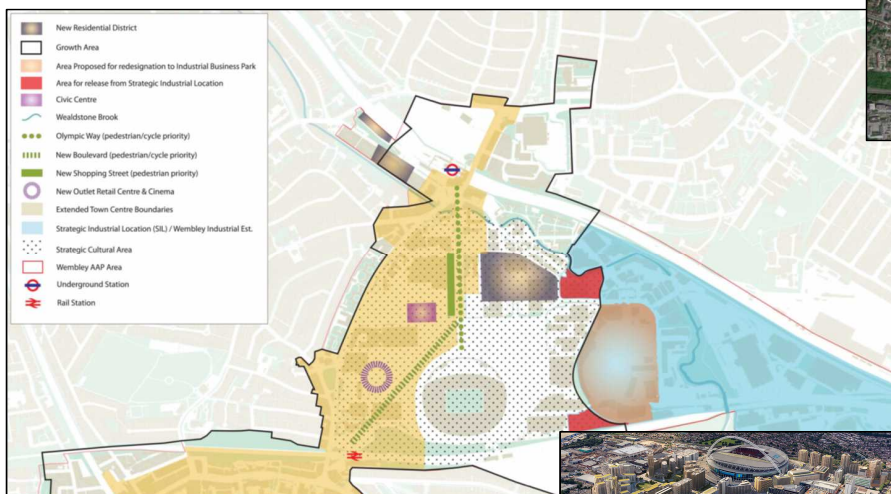 New Residential District
Growth Area
Area Proposed for redesignation to Industrial Business Park
Area for release from Strategic Industrial Location
Civic Centre
Wealdstone Brook
Olympic Way (pedestrian/cycle priority)
New Boulevard (pedestrian/cycle priority)
New Shopping Street (pedestrian priority)
New Outlet Retail Centre & Cinema
Extended Town Centre Boundaries
Strategic Industrial Location (SIL) / Wembley Industrial Est.
Strategic Cultural Area
Wembley AAP Area
Underground Station
Rail Station